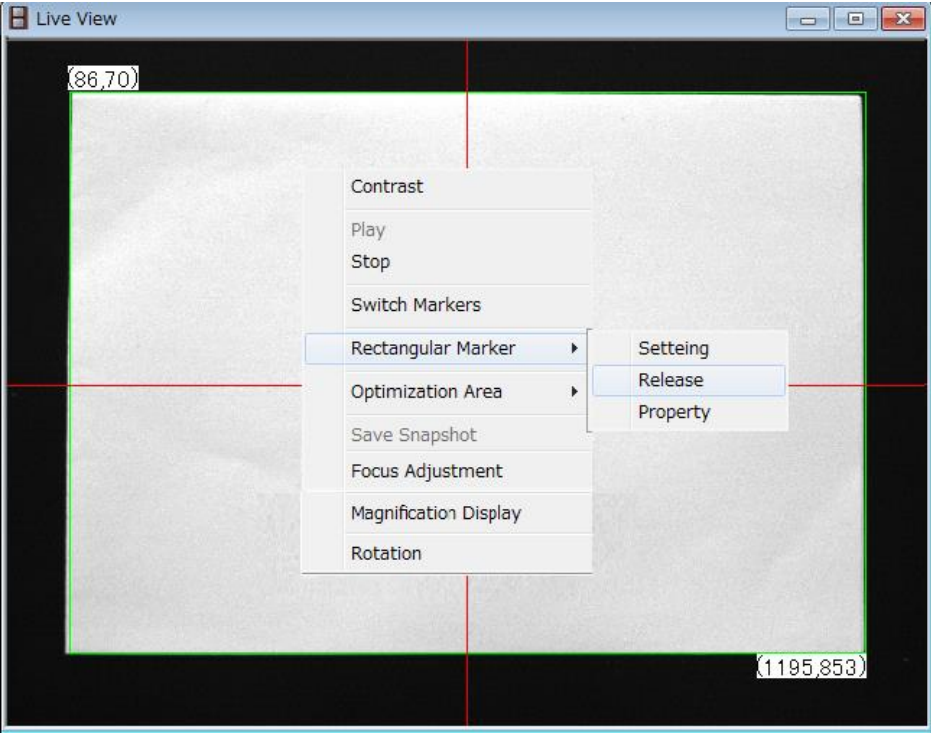 Live View
(86,70)
Contrast
Play
Stop
Switch Markers
Rectangular Marker
Setteing
Release
Optimization Area
Property
Save Snapshot
Focus Adjustment
Magnification Display
Rotation
(1195,853)